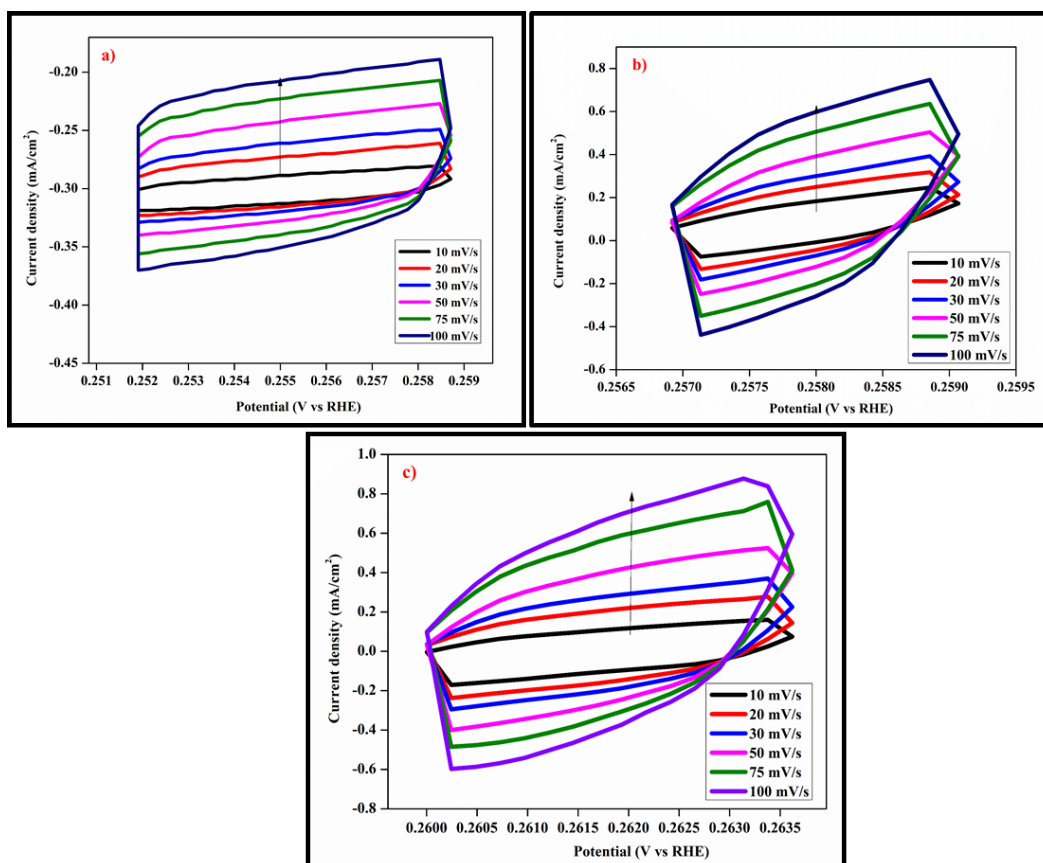 a)
-0.20
-0.25
-0.30
-0.35
-0.40
-0.45
Current density (mA/cm²)
10 mV/s
20 mV/s
30 mV/s
50 mV/s
75 mV/s
100 mV/s
0.251 0.252 0.253 0.254 0.255 0.256 0.257 0.258 0.259
Potential (V vs RHE)
b)
0.8
0.6
0.4
0.2
0.0
-0.2
-0.4
-0.6
Current density (mA/cm²)
10 mV/s
20 mV/s
30 mV/s
50 mV/s
75 mV/s
100 mV/s
0.2565 0.2570 0.2575 0.2580 0.2585 0.2590 0.2595
Potential (V vs RHE)
c)
1.0
0.8
0.6
0.4
0.2
0.0
-0.2
-0.4
-0.6
-0.8
Current density (mA/cm²)
10 mV/s
20 mV/s
30 mV/s
50 mV/s
75 mV/s
100 mV/s
0.2600 0.2605 0.2610 0.2615 0.2620 0.2625 0.2630 0.2635
Potential (V vs RHE)